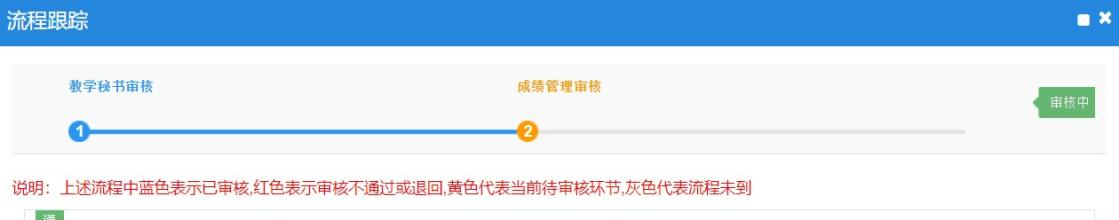 流程跟踪
教学秘书审核
成绩管理审核
审核中
1
2
说明：上述流程中蓝色表示已审核,红色表示审核不通过或退回,黄色代表当前待审核环节,灰色代表流程未到